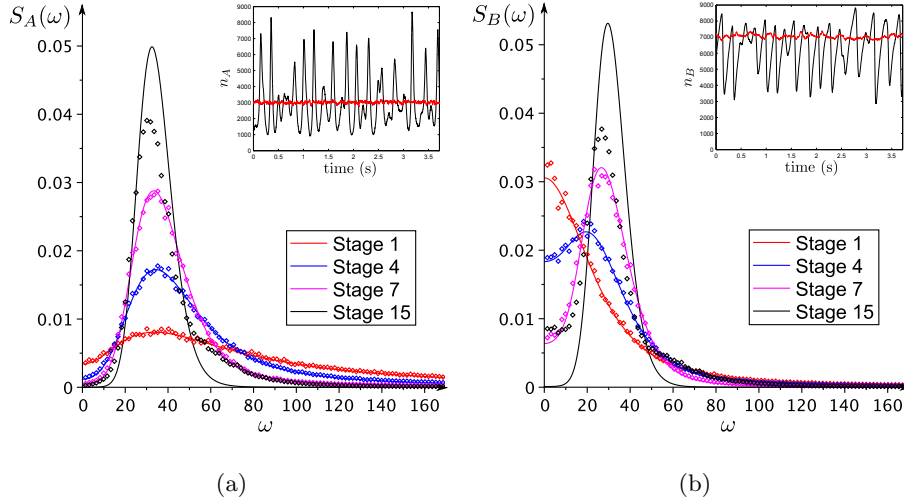 S_A(ω)
0.05
0.04
0.03
0.02
0.01
0
0 20 40 60 80 100 120 140 160
ω
n_A
9000
8000
7000
6000
5000
4000
3000
2000
1000
0
0 0.5 1 1.5 2 2.5 3 3.5
time (s)
Stage 1
Stage 4
Stage 7
Stage 15
(a)
S_B(ω)
0.05
0.04
0.03
0.02
0.01
0
0 20 40 60 80 100 120 140 160
ω
n_B
9000
8000
7000
6000
5000
4000
3000
2000
1000
0
0 0.5 1 1.5 2 2.5 3 3.5
time (s)
Stage 1
Stage 4
Stage 7
Stage 15
(b)